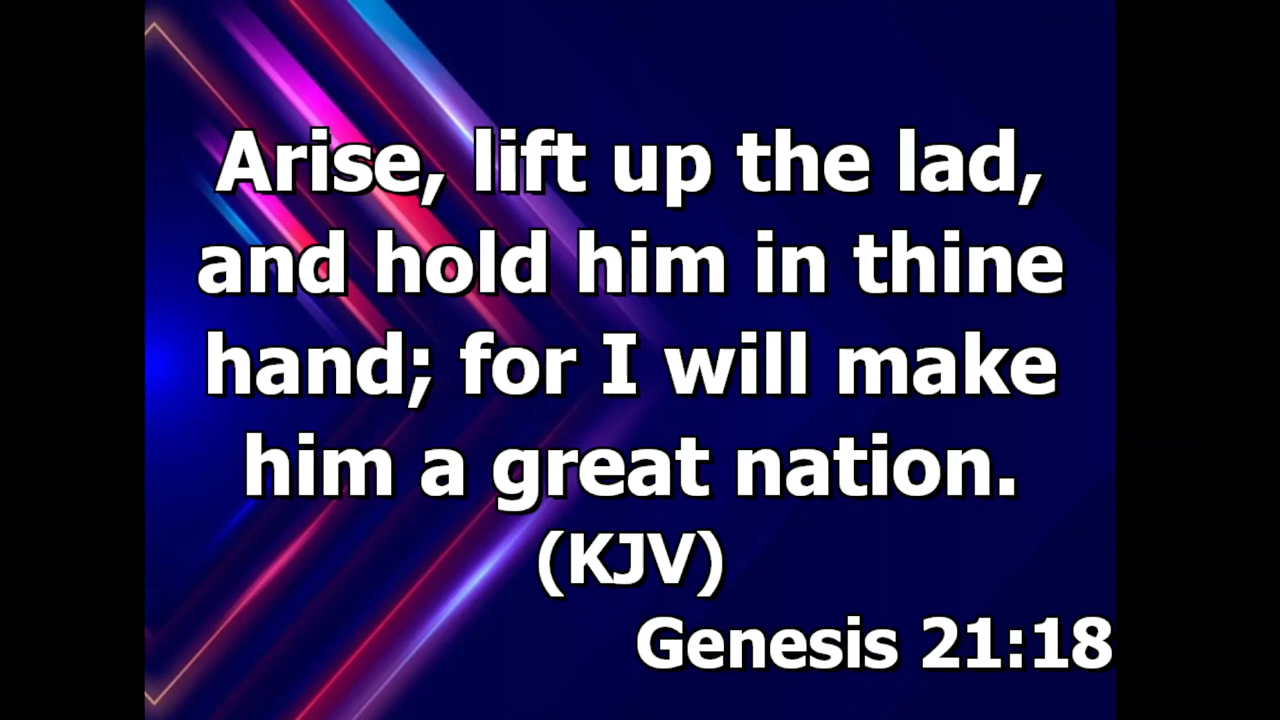 Arise, lift up the lad,
and hold him in thine
hand; for I will make
him a great nation.
(KJV)
Genesis 21:18